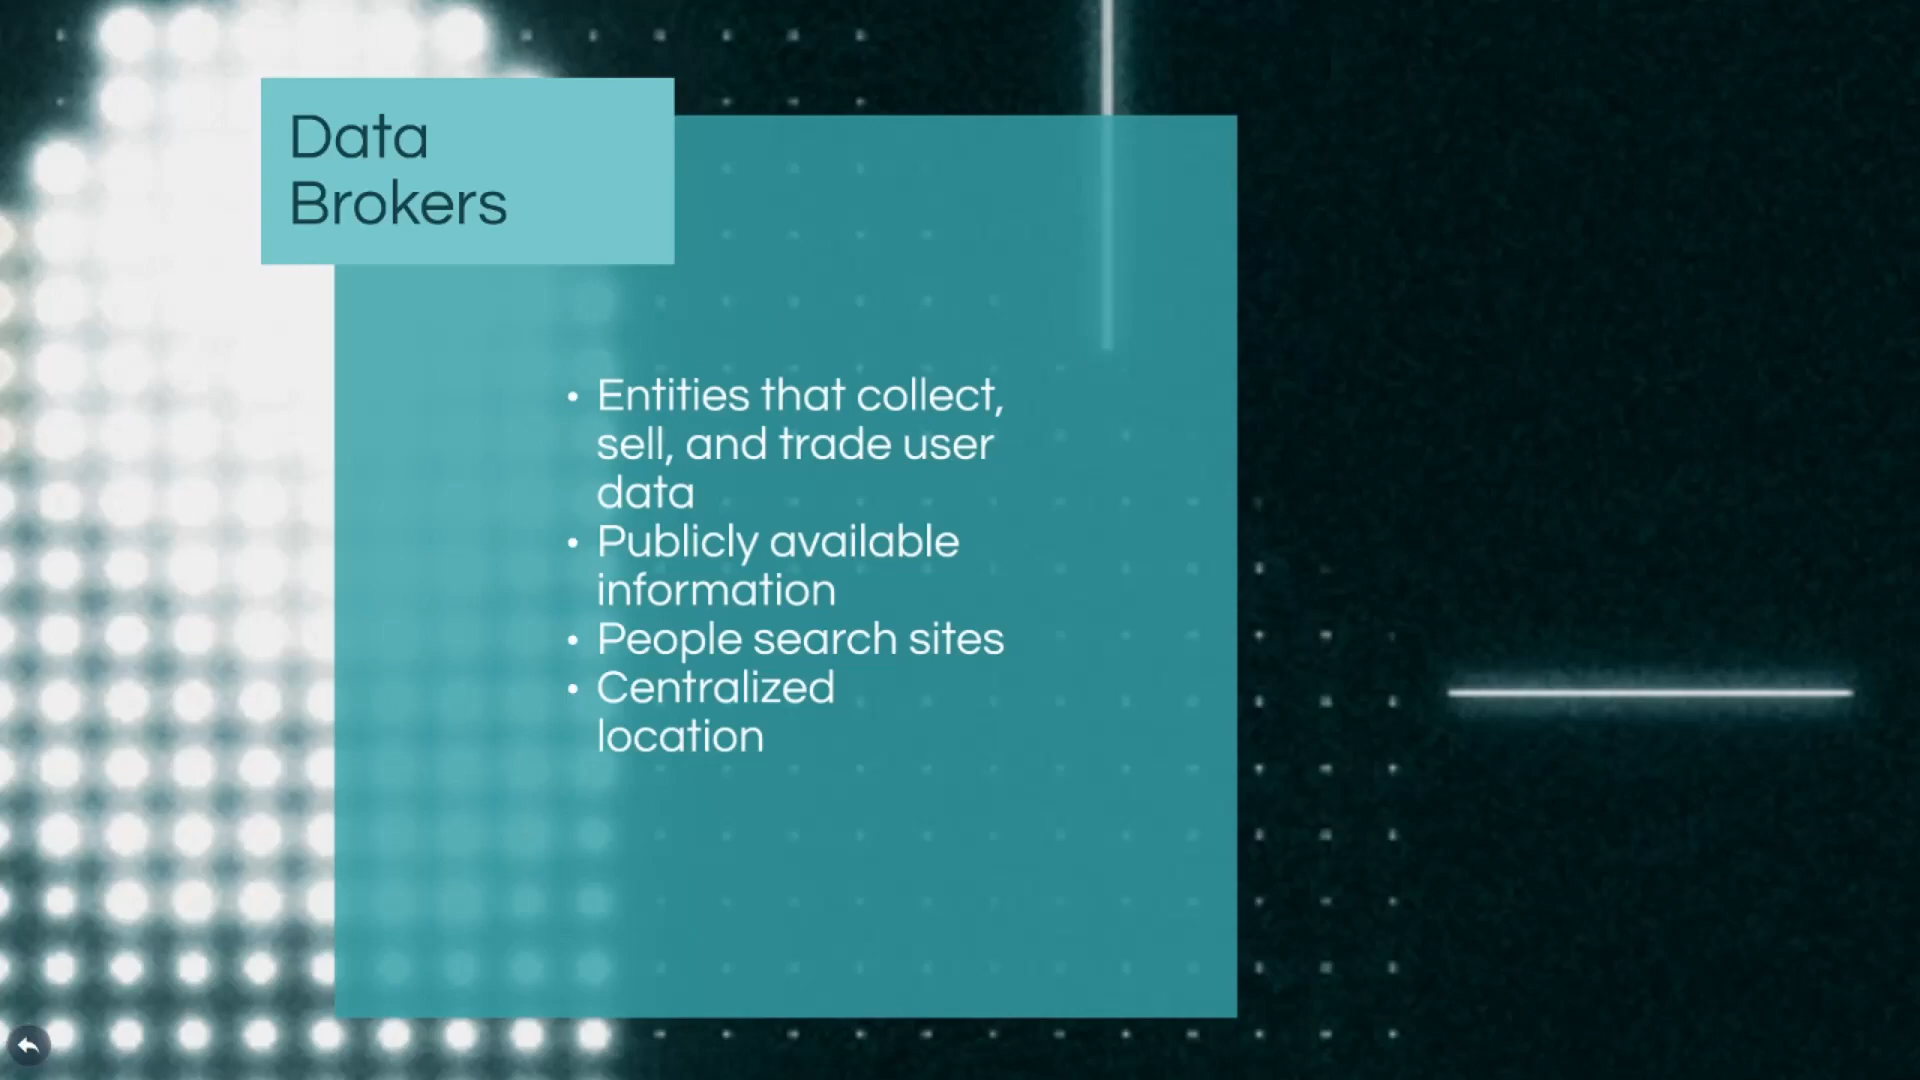 Data
Brokers
• Entities that collect,
sell, and trade user
data
• Publicly available
information
• People search sites
• Centralized
location